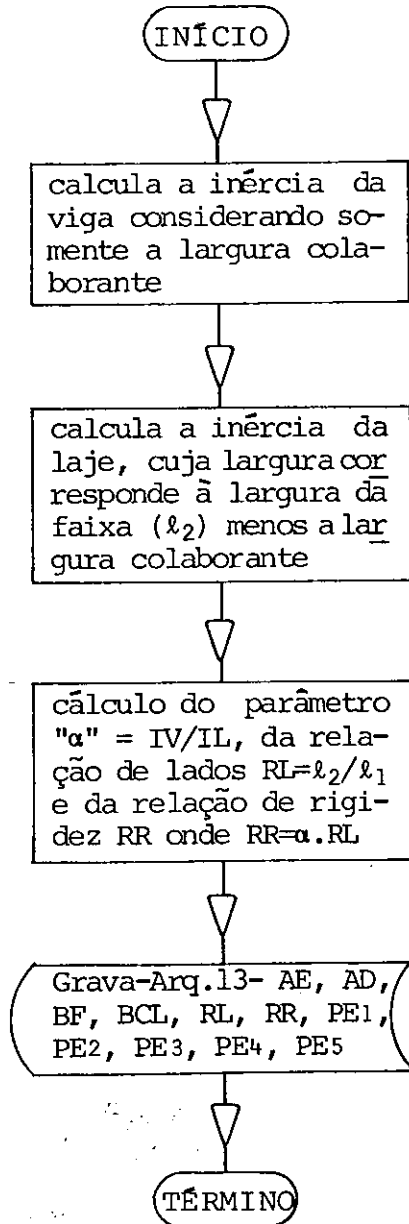 INÍCIO
calcula a inércia da
viga considerando so-
mente a largura cola-
borante
calcula a inércia da
laje, cuja largura cor
responde à largura da
faixa (ℓ₂) menos a lar
gura colaborante
cálculo do parâmetro
"α" = IV/IL, da rela-
ção de lados RL=ℓ₂/ℓ₁
e da relação de rigi-
dez RR onde RR=α.RL
Grava-Arq.13- AE, AD,
BF, BCL, RL, RR, PE1,
PE2, PE3, PE4, PE5
TÉRMINO